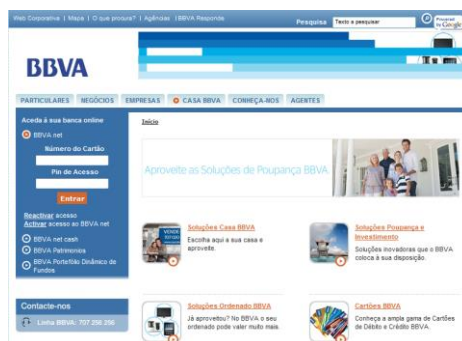 Web Corporativa | Mapa | O que procura? | Agências | BBVA Responde
Pesquisa Texto a pesquisar
Powered by Google
BBVA
PARTICULARES NEGÓCIOS EMPRESAS CASA BBVA CONHEÇA-NOS AGENTES
Aceda à sua banca online
BBVA net
Número do Cartão
Pin de Acesso
Entrar
Reactivar acesso
Activar acesso ao BBVA net
BBVA net cash
BBVA Patrimonios
BBVA Portefólio Dinâmico de
Fundos
Contacte-nos
Linha BBVA: 707 256 256
Início
Aproveite as Soluções de Poupança BBVA
Soluções Casa BBVA
Escolha aqui a sua casa e
aproveite.
Soluções Poupança e
Investimento
Soluções inovadoras que o BBVA
coloca à sua disposição.
Soluções Ordenado BBVA
Já aproveitou? No BBVA o seu
ordenado pode valer muito mais.
Cartões BBVA
Conheça a ampla gama de Cartões
de Débito e Crédito BBVA.